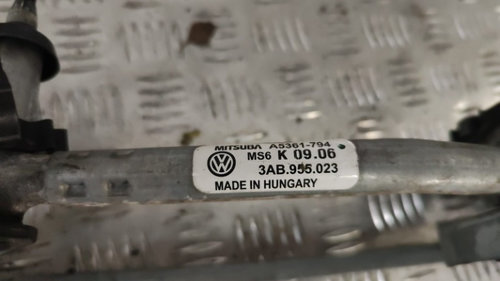 MITSUBA A5361-794
MS6 K 09.06
3AB.955.023
MADE IN HUNGARY